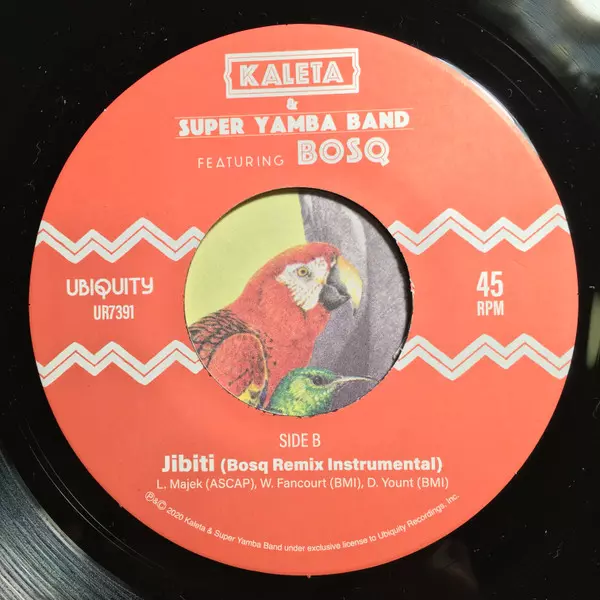 KALETA
&
SUPER YAMBA BAND
FEATURING BOSQ
UBIQUITY
UR7391
45
RPM
SIDE B
Jibiti (Bosq Remix Instrumental)
L. Majek (ASCAP), W. Fancourt (BMI), D. Yount (BMI)
℗&© 2020 Kaleta & Super Yamba Band under exclusive license to Ubiquity Recordings, Inc.